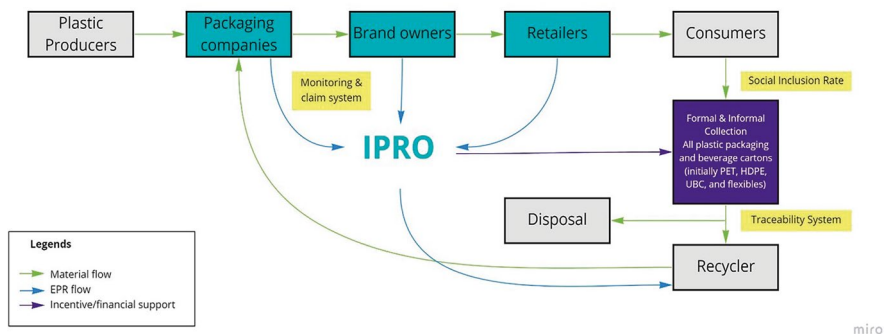 Plastic
Producers
Packaging
companies
Brand owners
Retailers
Consumers
Monitoring &
claim system
Social Inclusion Rate
IPRO
Formal & Informal
Collection
All plastic packaging
and beverage cartons
(initially PET, HDPE,
UBC, and flexibles)
Disposal
Traceability System
Recycler
Legends
Material flow
EPR flow
Incentive/financial support
miro